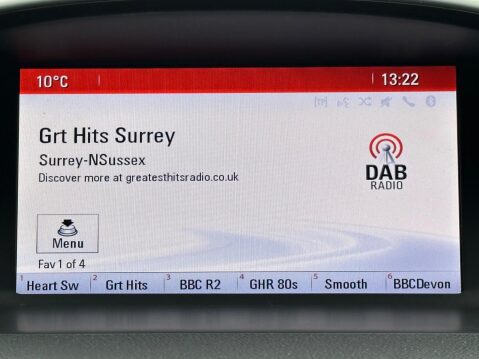 10°C 13:22
Grt Hits Surrey
Surrey-NSussex
Discover more at greatesthitsradio.co.uk
DAB
RADIO
Menu
Fav 1 of 4
1 Heart Sw 2 Grt Hits 3 BBC R2 4 GHR 80s 5 Smooth 6 BBCDevon